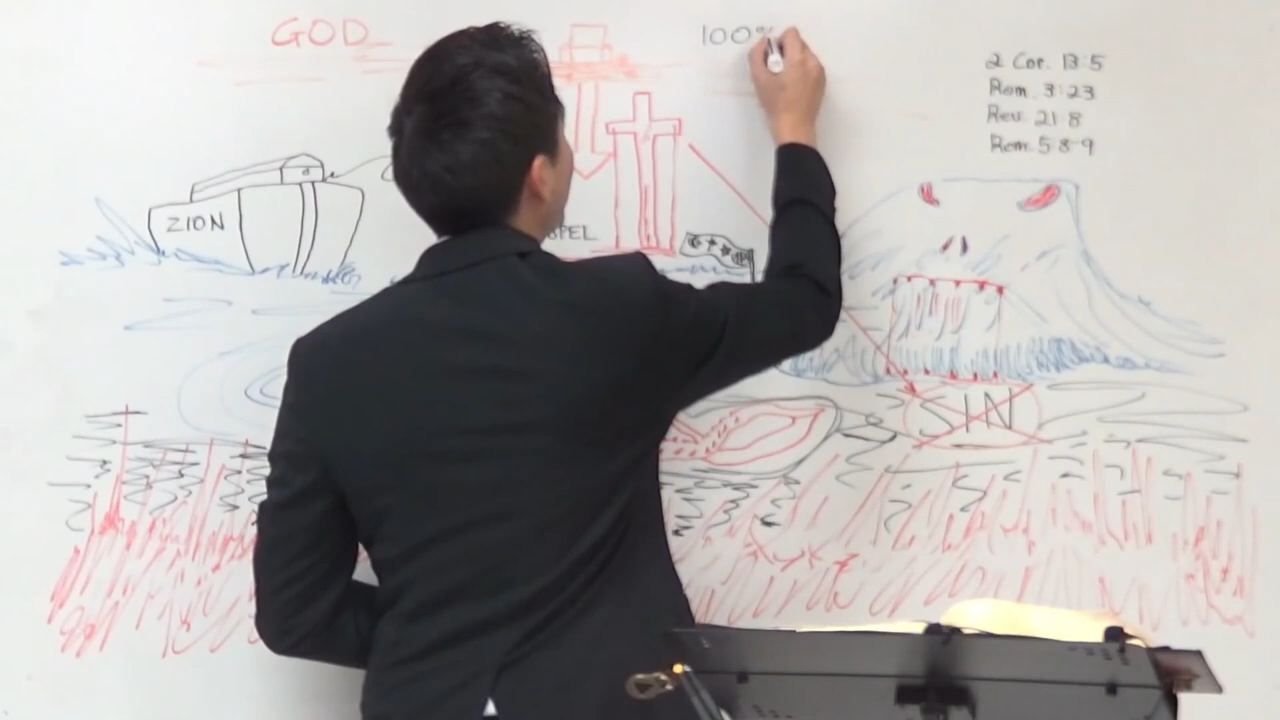 GOD
100%
2 Cor. 13:5
Rom. 3:23
Rev. 21:8
Rom. 5:8-9
ZION
SPEL
SIN